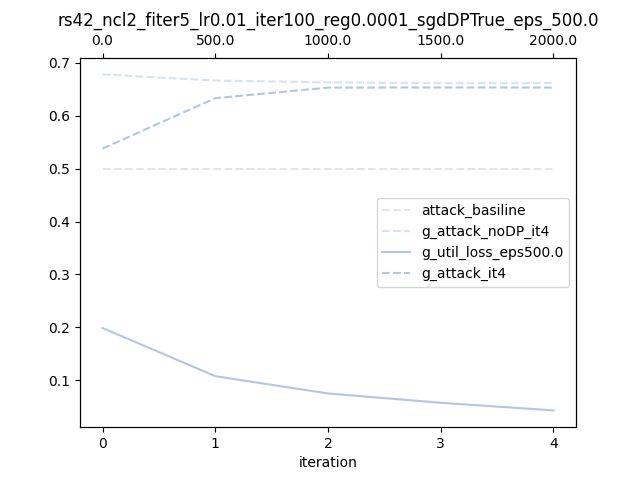 rs42_ncl2_fiter5_lr0.01_iter100_reg0.0001_sgdDPTrue_eps_500.0
0.0 500.0 1000.0 1500.0 2000.0
0.7
0.6
0.5
0.4
0.3
0.2
0.1
attack_basiline
g_attack_noDP_it4
g_util_loss_eps500.0
g_attack_it4
0 1 2 3 4
iteration